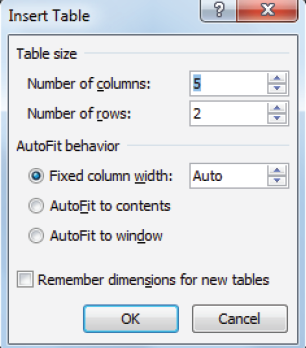 Insert Table
?
Table size
Number of columns: 5
Number of rows: 2
AutoFit behavior
Fixed column width: Auto
AutoFit to contents
AutoFit to window
Remember dimensions for new tables
OK Cancel